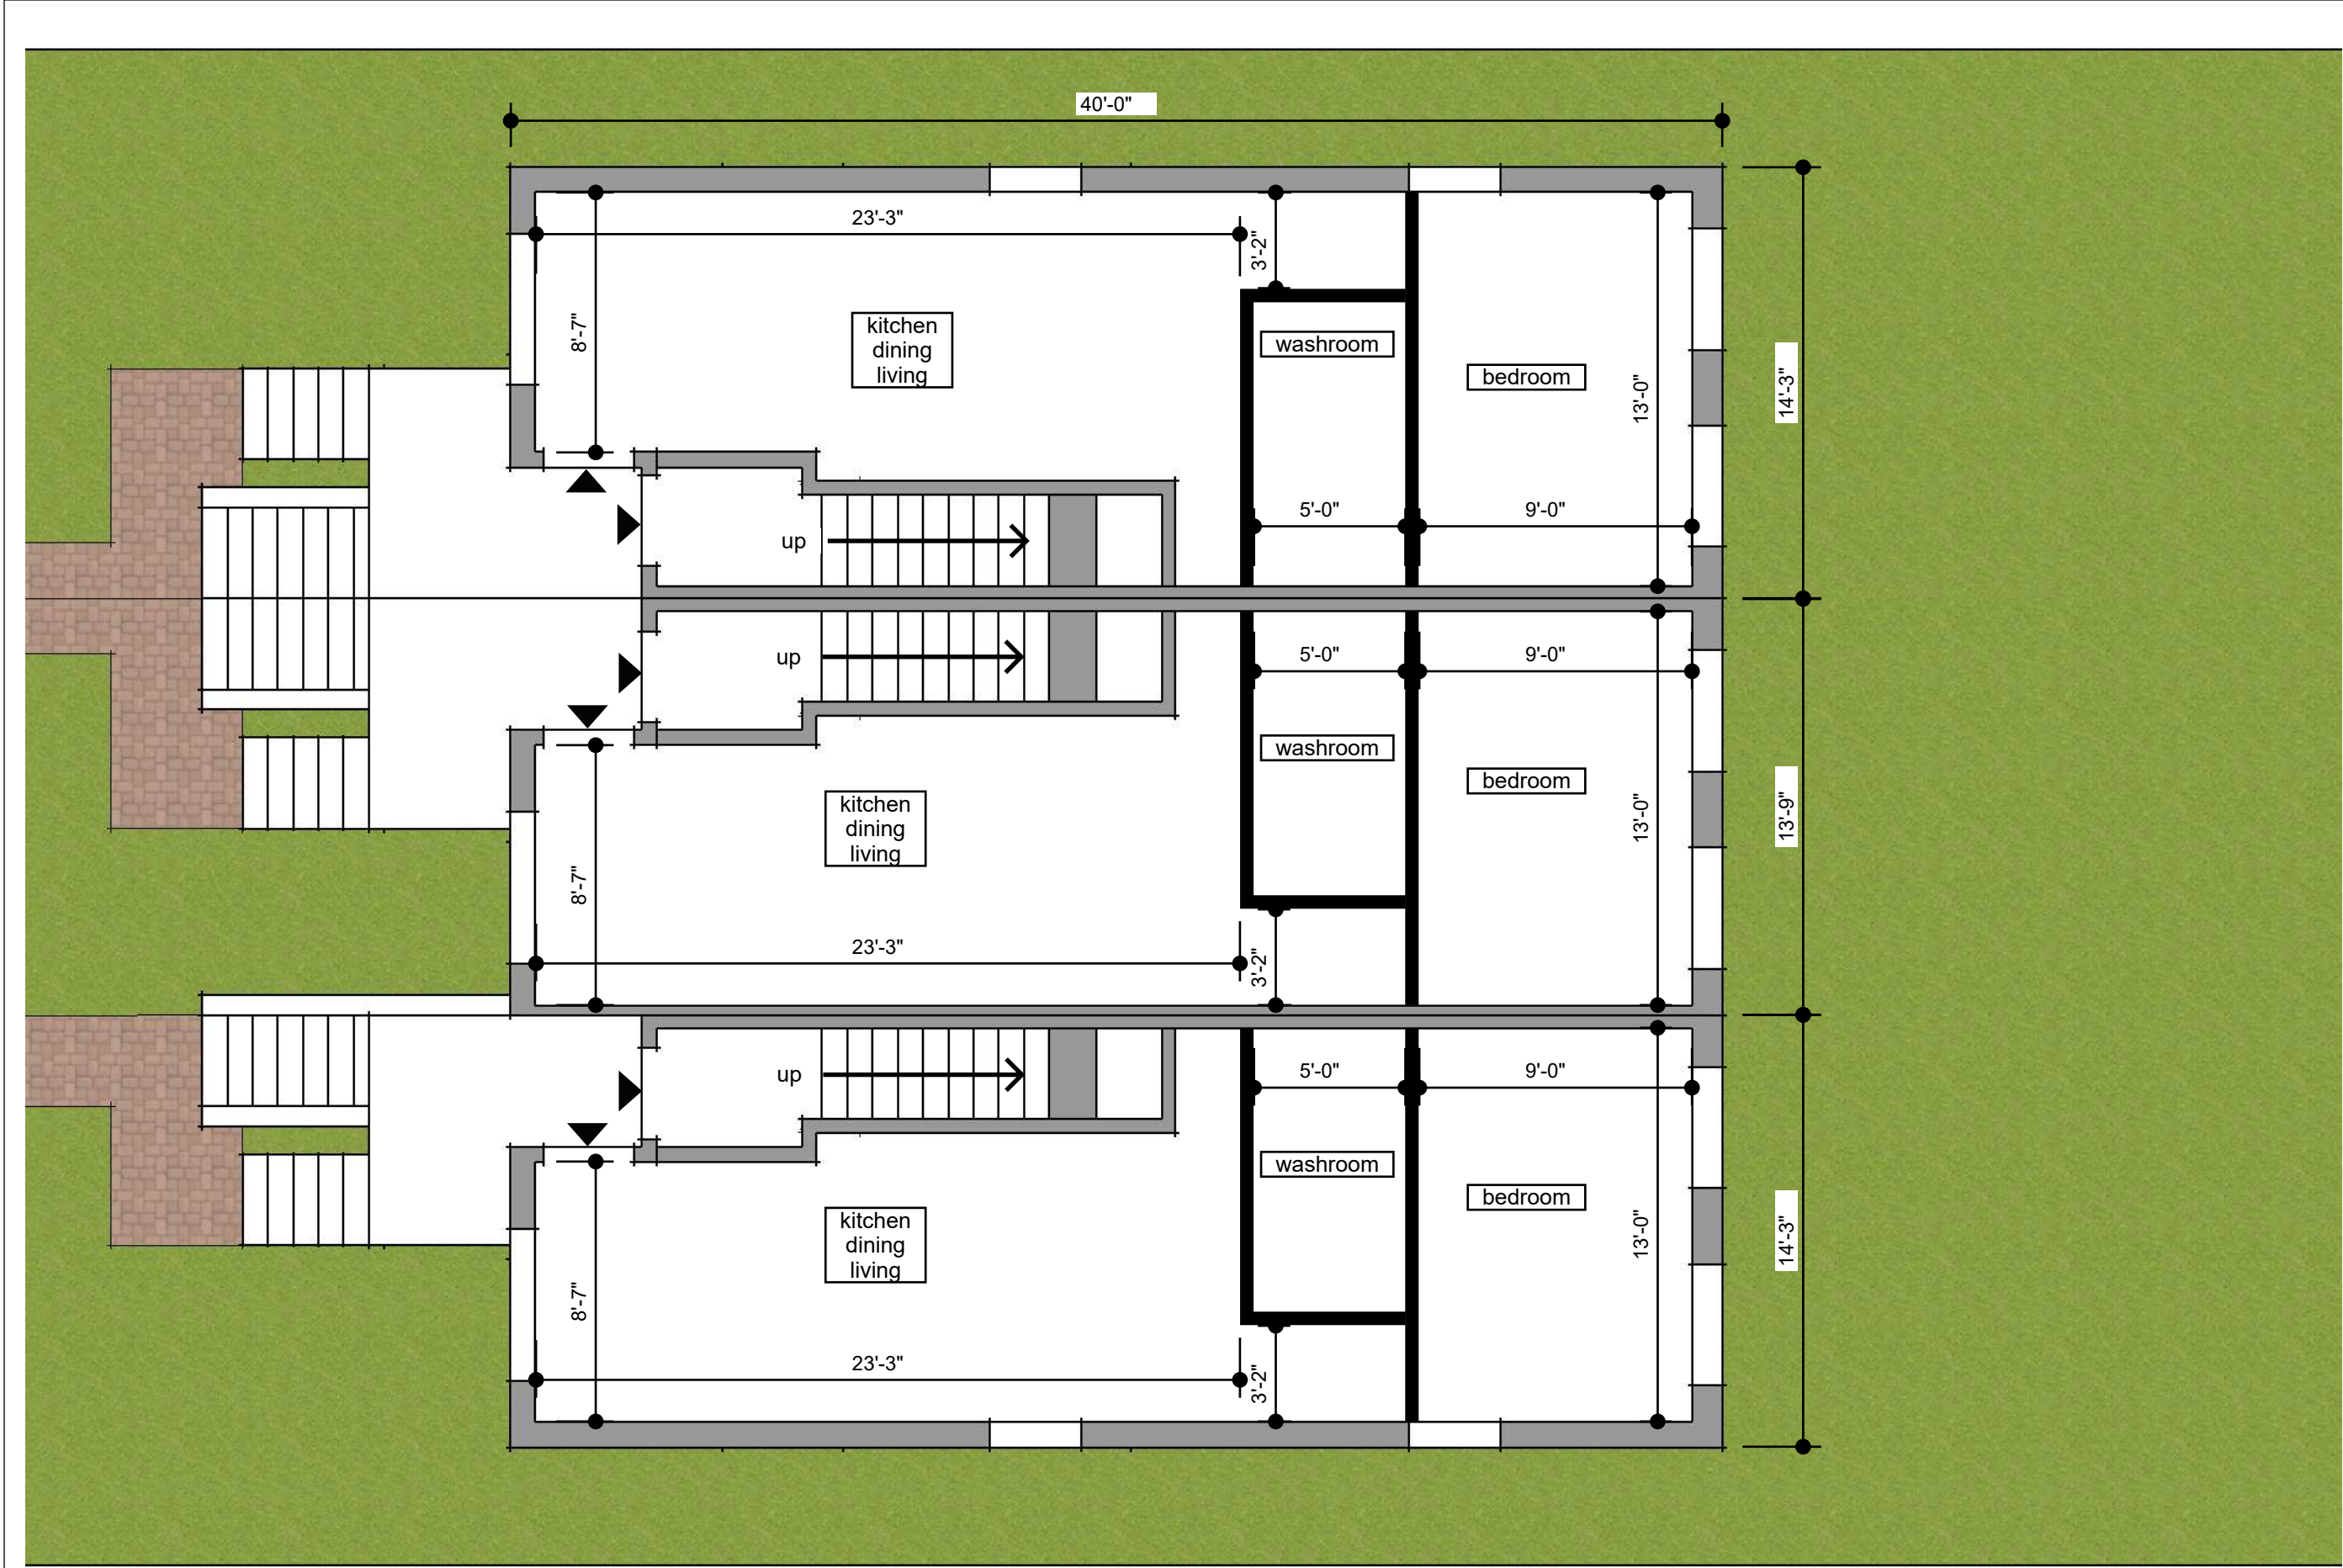 40'-0"
23'-3"
3'-2"
8'-7"
kitchen
dining
living
washroom
bedroom
13'-0"
14'-3"
5'-0"
9'-0"
up
up
5'-0"
9'-0"
washroom
bedroom
kitchen
dining
living
13'-0"
13'-9"
8'-7"
23'-3"
3'-2"
up
5'-0"
9'-0"
washroom
bedroom
kitchen
dining
living
13'-0"
14'-3"
8'-7"
23'-3"
3'-2"